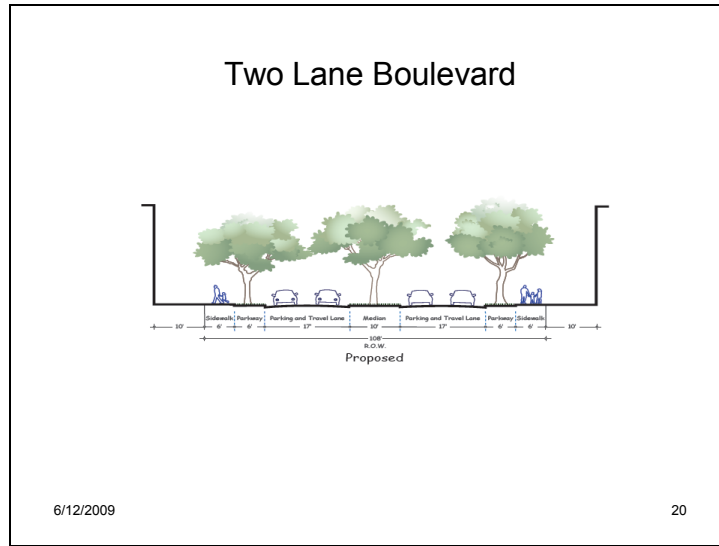 Two Lane Boulevard
Sidewalk Parkway Parking and Travel Lane Median Parking and Travel Lane Parkway Sidewalk
10' 6' 6' 17' 10' 17' 6' 6' 10'
108'
R.O.W.
Proposed
6/12/2009 20